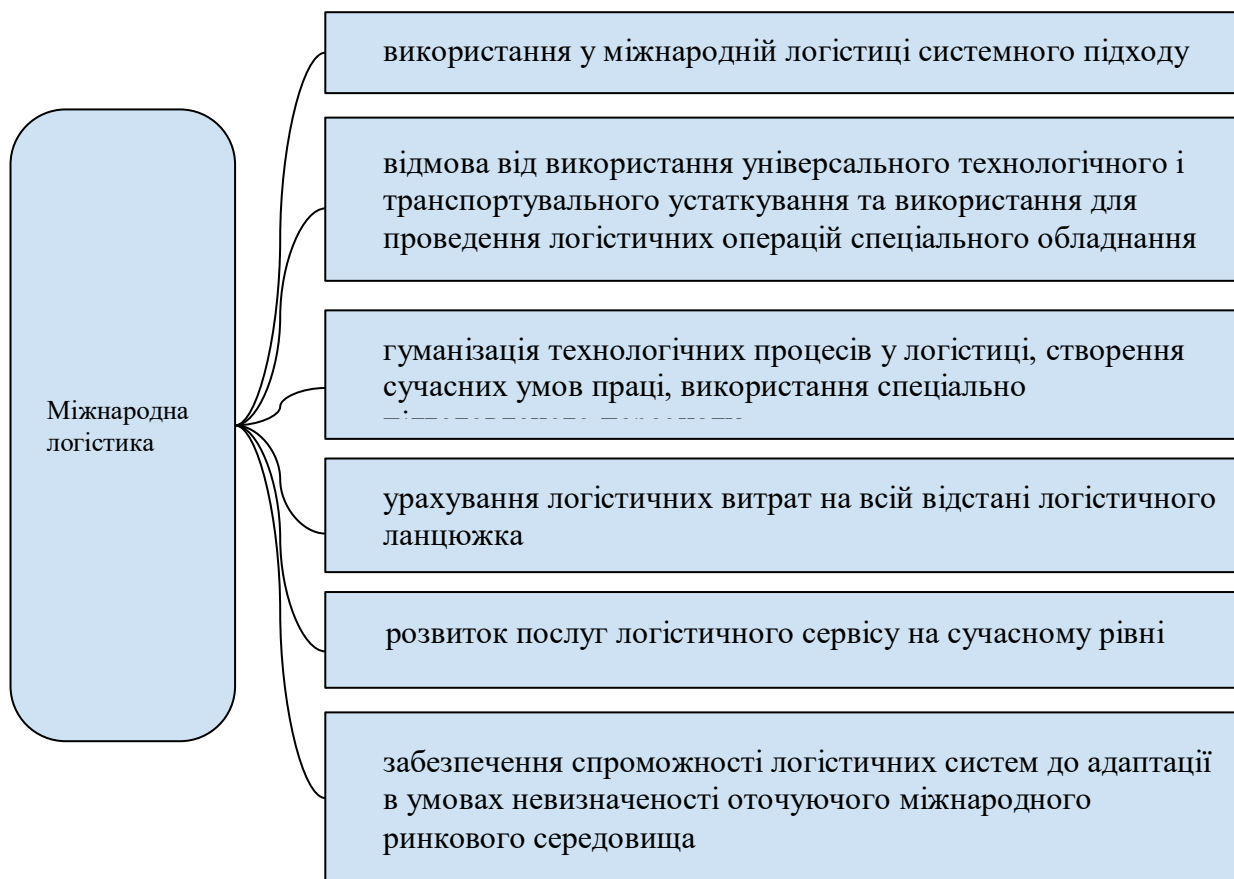 використання у міжнародній логістиці системного підходу
відмова від використання універсального технологічного і
транспортувального устаткування та використання для
проведення логістичних операцій спеціального обладнання
гуманізація технологічних процесів у логістиці, створення
сучасних умов праці, використання спеціально
Міжнародна
логістика
урахування логістичних витрат на всій відстані логістичного
ланцюжка
розвиток послуг логістичного сервісу на сучасному рівні
забезпечення спроможності логістичних систем до адаптації
в умовах невизначеності оточуючого міжнародного
ринкового середовища